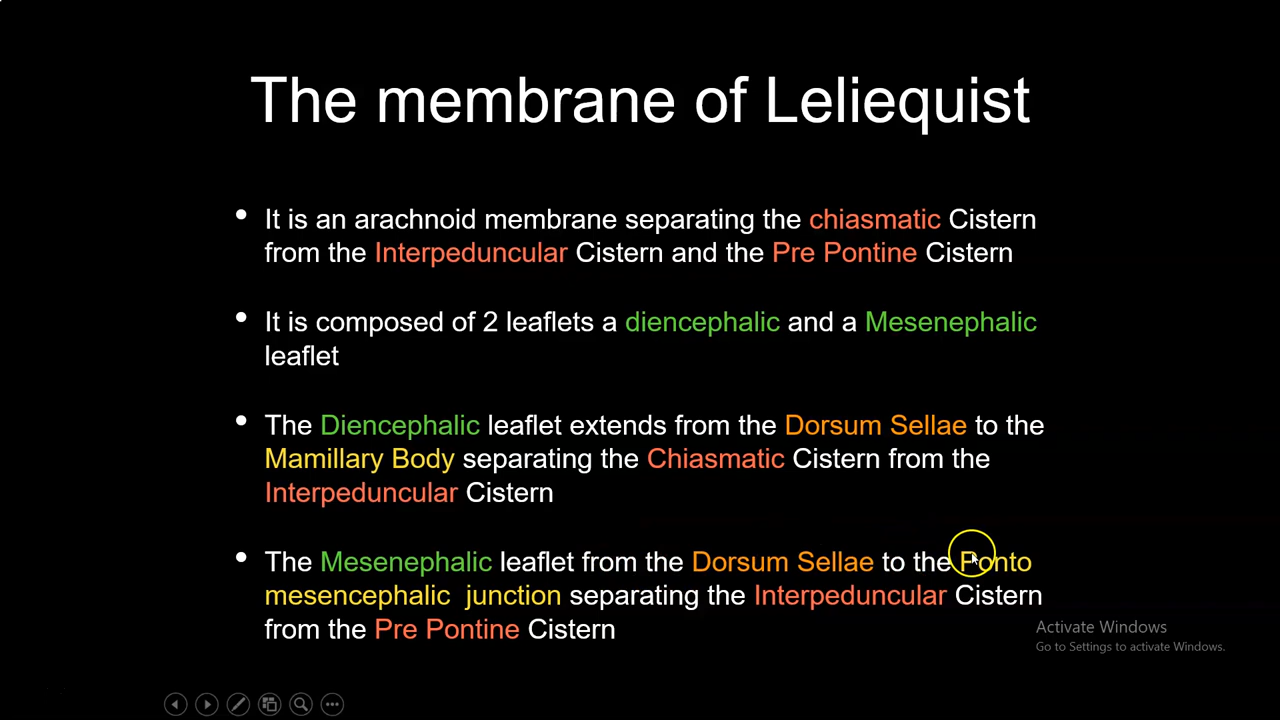 The membrane of Leliequist
• It is an arachnoid membrane separating the chiasmatic Cistern
from the Interpeduncular Cistern and the Pre Pontine Cistern
• It is composed of 2 leaflets a diencephalic and a Mesenephalic
leaflet
• The Diencephalic leaflet extends from the Dorsum Sellae to the
Mamillary Body separating the Chiasmatic Cistern from the
Interpeduncular Cistern
• The Mesenephalic leaflet from the Dorsum Sellae to the Ponto
mesencephalic junction separating the Interpeduncular Cistern
from the Pre Pontine Cistern
Activate Windows
Go to Settings to activate Windows.